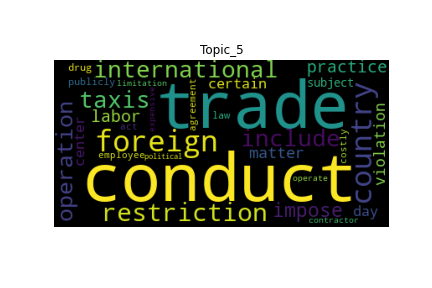 Topic_5
drug
international
practice
publicly
limitation
certain
subject
taxis
trade
agreement
law
labor
country
operation
center
act
foreign
include
violation
employee
political
matter
costly
conduct
operate
restriction
impose
day
contractor